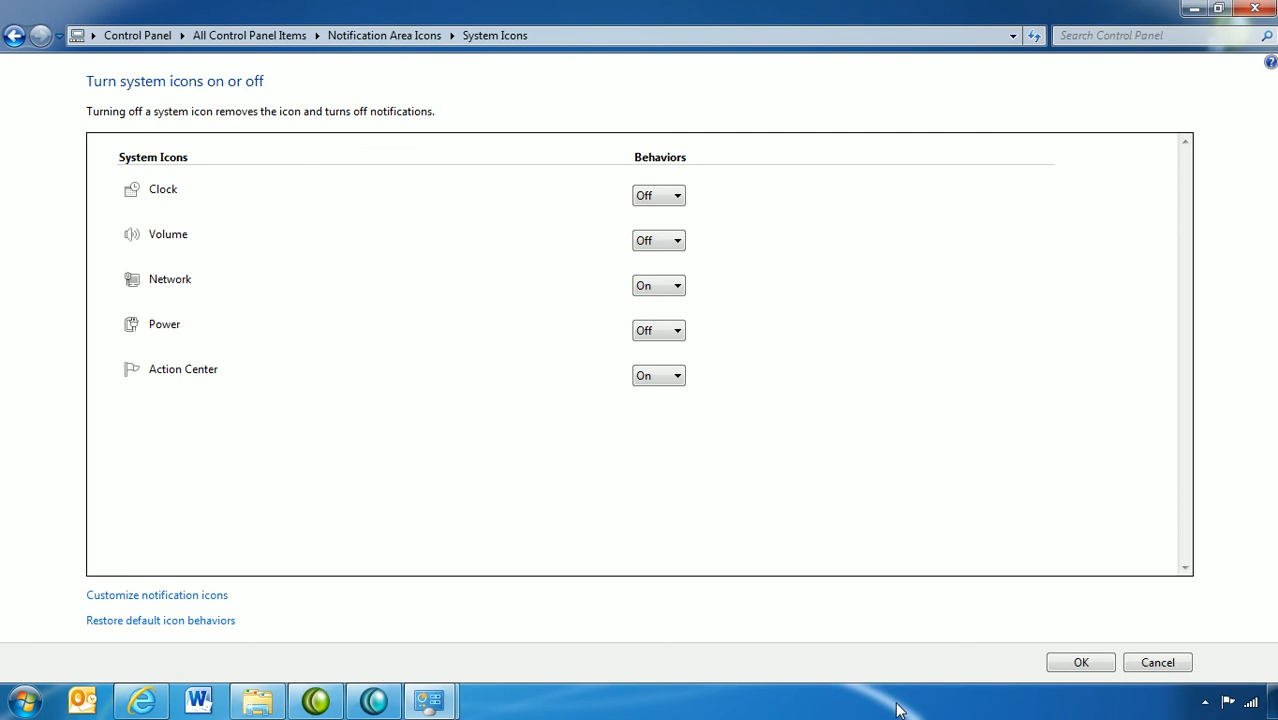 Control Panel All Control Panel Items Notification Area Icons System Icons Search Control Panel
Turn system icons on or off
Turning off a system icon removes the icon and turns off notifications.
System Icons Behaviors
Clock Off
Volume Off
Network On
Power Off
Action Center On
Customize notification icons
Restore default icon behaviors
OK Cancel